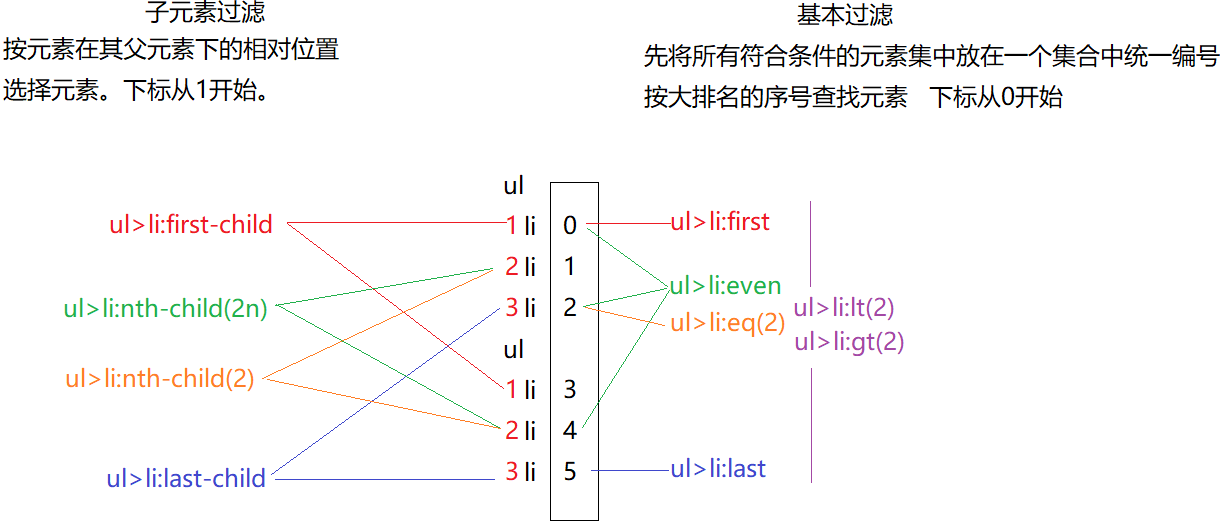 子元素过滤
按元素在其父元素下的相对位置
选择元素。下标从1开始。
基本过滤
先将所有符合条件的元素集中放在一个集合中统一编号
按大排名的序号查找元素 下标从0开始
ul>li:first-child
ul>li:nth-child(2n)
ul>li:nth-child(2)
ul>li:last-child
ul
1 li 0
2 li 1
3 li 2
ul
1 li 3
2 li 4
3 li 5
ul>li:first
ul>li:even
ul>li:eq(2)
ul>li:last
ul>li:lt(2)
ul>li:gt(2)